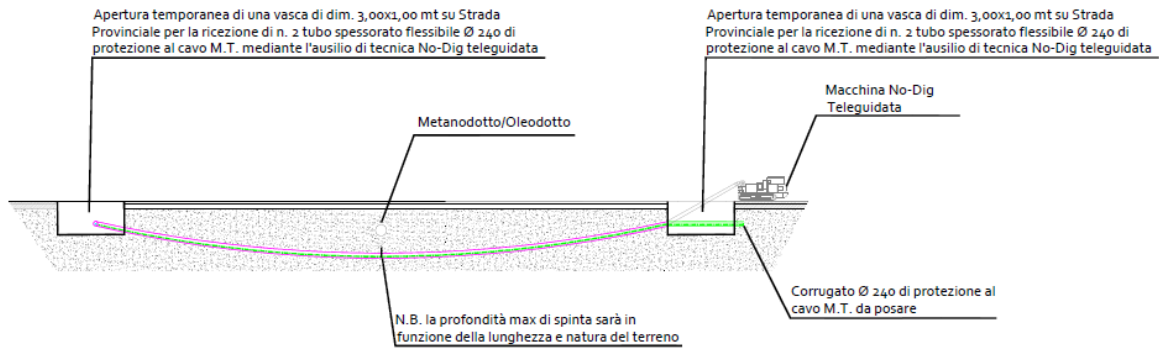 Apertura temporanea di una vasca di dim. 3,00x1,00 mt su Strada
Provinciale per la ricezione di n. 2 tubo spessorato flessibile Ø 240 di
protezione al cavo M.T. mediante l'ausilio di tecnica No-Dig teleguidata
Apertura temporanea di una vasca di dim. 3,00x1,00 mt su Strada
Provinciale per la ricezione di n. 2 tubo spessorato flessibile Ø 240 di
protezione al cavo M.T. mediante l'ausilio di tecnica No-Dig teleguidata
Macchina No-Dig
Teleguidata
Metanodotto/Oleodotto
Corrugato Ø 240 di protezione al
cavo M.T. da posare
N.B. la profondità max di spinta sarà in
funzione della lunghezza e natura del terreno